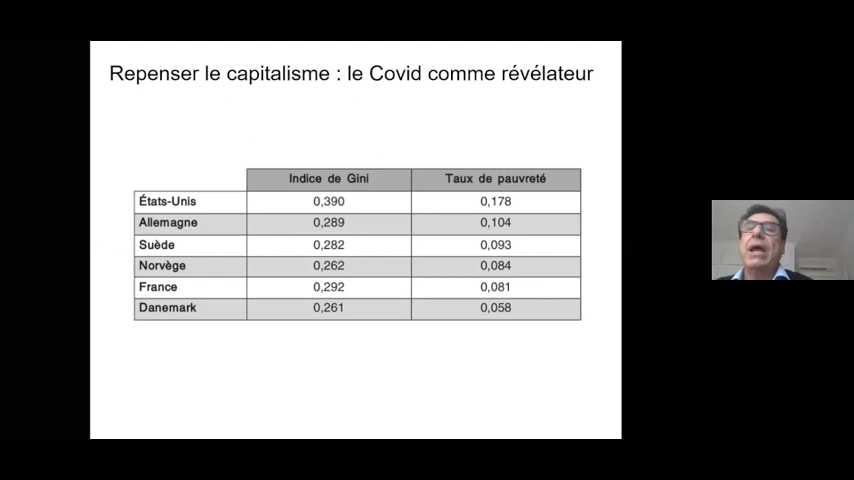 Repenser le capitalisme : le Covid comme révélateur
Indice de Gini Taux de pauvreté
États-Unis 0,390 0,178
Allemagne 0,289 0,104
Suède 0,282 0,093
Norvège 0,262 0,084
France 0,292 0,081
Danemark 0,261 0,058